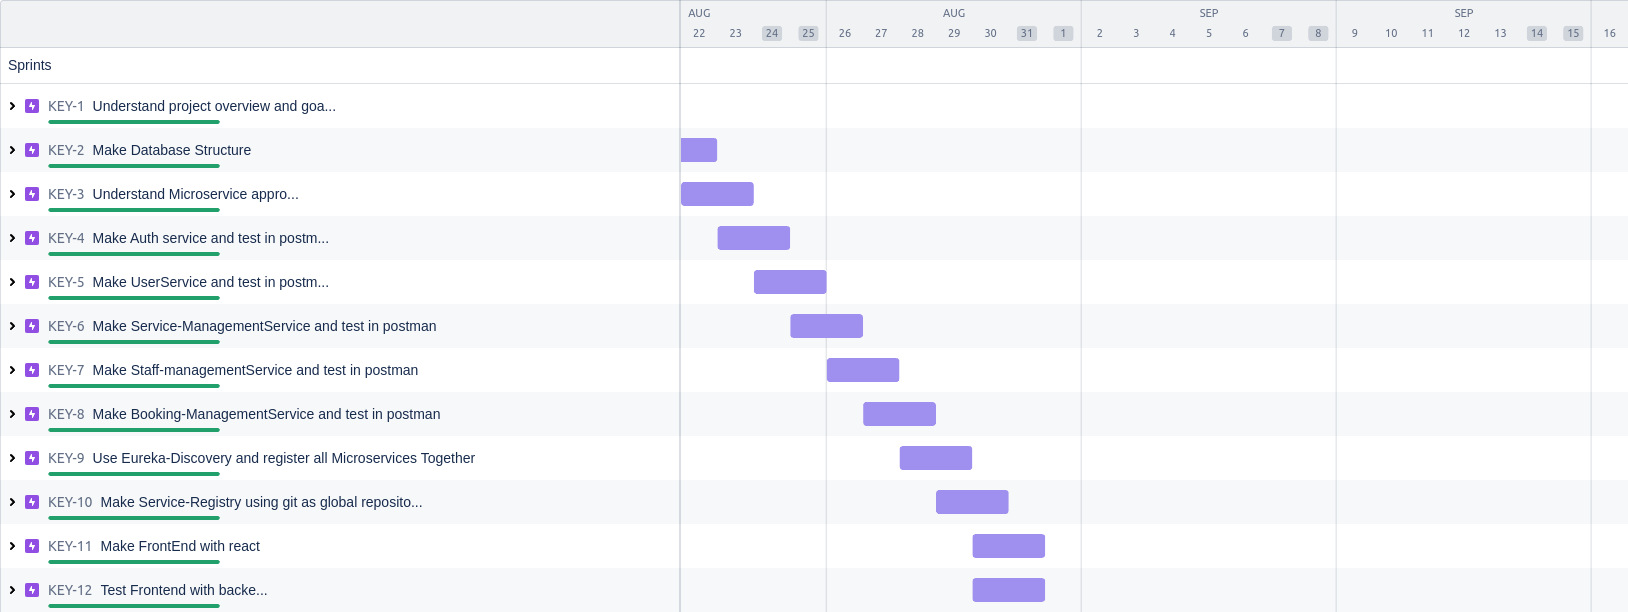 AUG AUG SEP SEP
22 23 24 25 26 27 28 29 30 31 1 2 3 4 5 6 7 8 9 10 11 12 13 14 15 16
Sprints
KEY-1 Understand project overview and goa...
KEY-2 Make Database Structure
KEY-3 Understand Microservice appro...
KEY-4 Make Auth service and test in postm...
KEY-5 Make UserService and test in postm...
KEY-6 Make Service-ManagementService and test in postman
KEY-7 Make Staff-managementService and test in postman
KEY-8 Make Booking-ManagementService and test in postman
KEY-9 Use Eureka-Discovery and register all Microservices Together
KEY-10 Make Service-Registry using git as global reposito...
KEY-11 Make FrontEnd with react
KEY-12 Test Frontend with backe...